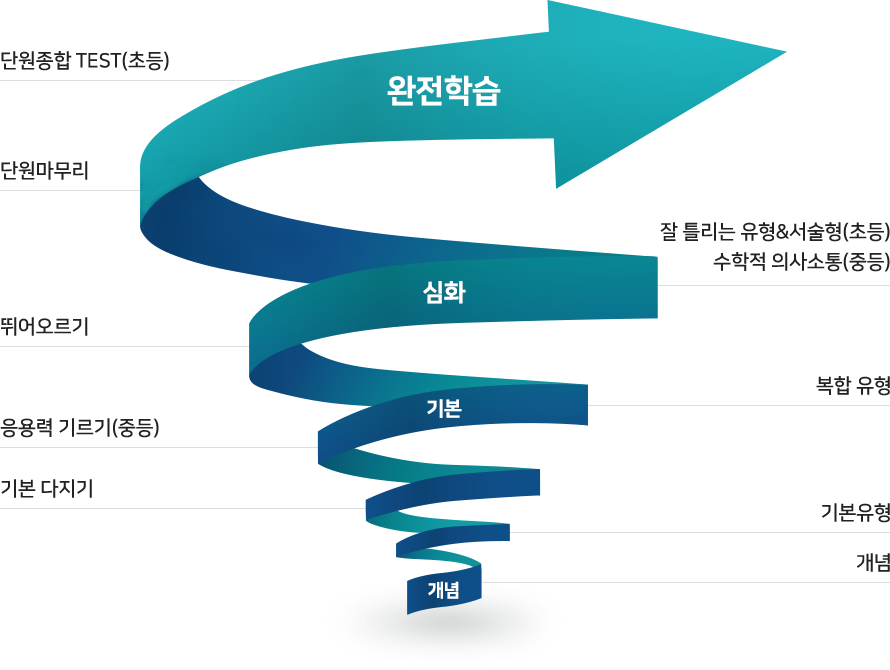 단원종합 TEST(초등)
완전학습
단원마무리
잘 틀리는 유형&서술형(초등)
수학적 의사소통(중등)
심화
뛰어오르기
복합 유형
기본
응용력 기르기(중등)
기본 다지기
기본유형
개념
개념